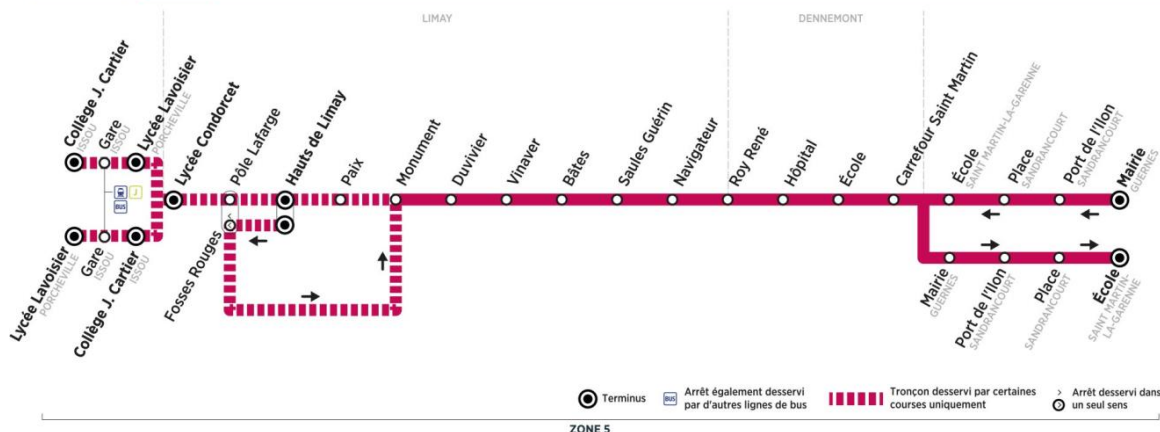 LIMAY
DENNEMONT
Collège J. Cartier
ISSOU
Gare
ISSOU
Lycée Lavoisier
PORCHEVILLE
Lycée Condorcet
Pôle Lafarge
Hauts de Limay
Paix
Monument
Duvivier
Vinaver
Bâtes
Saules Guérin
Navigateur
Roy René
Hôpital
École
Carrefour Saint Martin
École
SAINT MARTIN-LA-GARENNE
Place
SANDRANCOURT
Port de l'Ilon
SANDRANCOURT
Mairie
GUERNES
J
BUS
Lycée Lavoisier
PORCHEVILLE
Gare
ISSOU
Collège J. Cartier
ISSOU
Fosses Rouges
Mairie
GUERNES
Port de l'Ilon
SANDRANCOURT
Place
SANDRANCOURT
École
SAINT MARTIN-
LA-GARENNE
Terminus
BUS
Arrêt également desservi
par d'autres lignes de bus
Tronçon desservi par certaines
courses uniquement
Arrêt desservi dans
un seul sens
ZONE 5